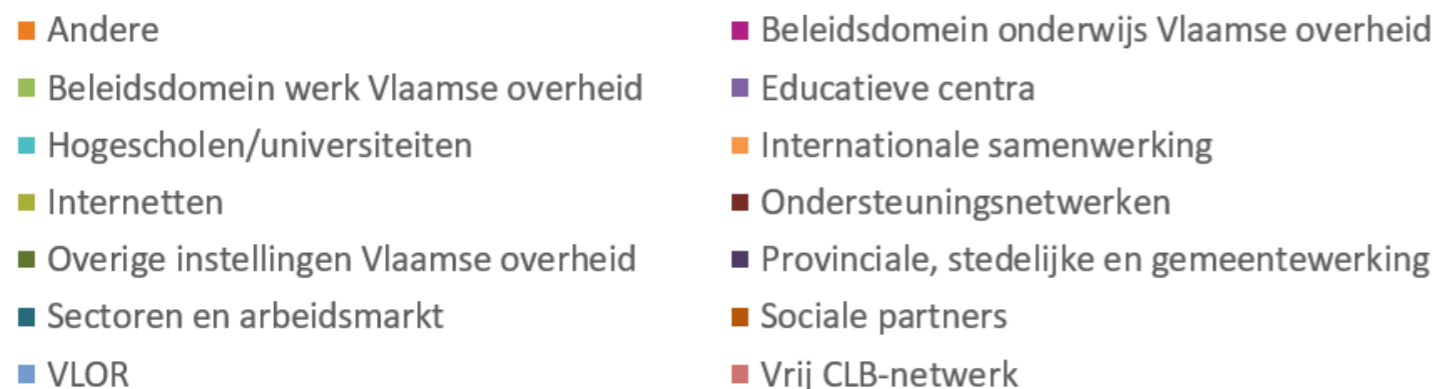 Andere
Beleidsdomein onderwijs Vlaamse overheid
Beleidsdomein werk Vlaamse overheid
Educatieve centra
Hogescholen/universiteiten
Internationale samenwerking
Internetten
Ondersteuningsnetwerken
Overige instellingen Vlaamse overheid
Provinciale, stedelijke en gemeentewerking
Sectoren en arbeidsmarkt
Sociale partners
VLOR
Vrij CLB-netwerk